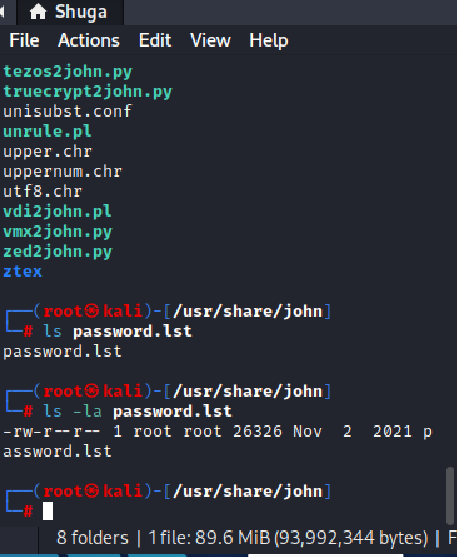 Shuga
File Actions Edit View Help
tezos2john.py
truecrypt2john.py
unisubst.conf
unrule.pl
upper.chr
uppernum.chr
utf8.chr
vdi2john.pl
vmx2john.py
zed2john.py
ztex
┌──(root㉿kali)-[/usr/share/john]
└─# ls password.lst
password.lst
┌──(root㉿kali)-[/usr/share/john]
└─# ls -la password.lst
-rw-r--r-- 1 root root 26326 Nov  2  2021 p
assword.lst
┌──(root㉿kali)-[/usr/share/john]
└─#
8 folders | 1 file: 89.6 MiB (93,992,344 bytes) | F